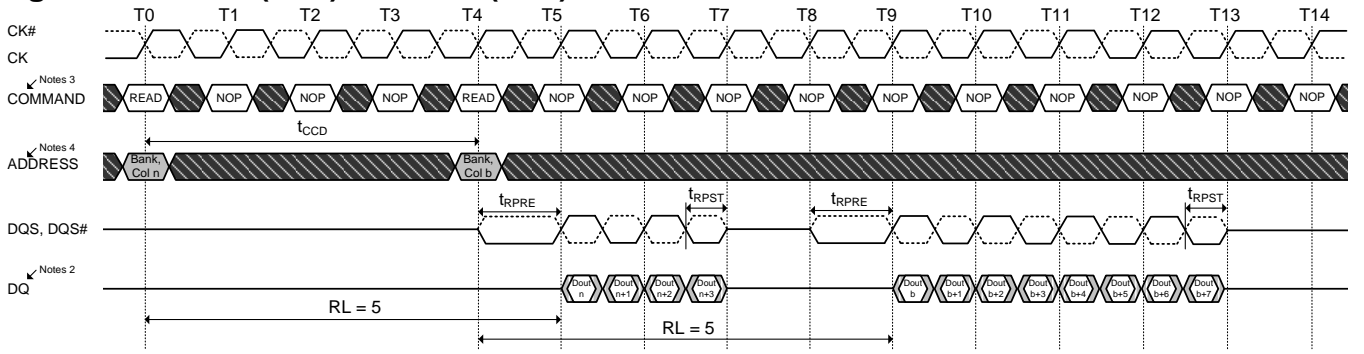 T0 T1 T2 T3 T4 T5 T6 T7 T8 T9 T10 T11 T12 T13 T14
CK#
CK
Notes 3
COMMAND READ NOP NOP NOP READ NOP NOP NOP NOP NOP NOP NOP NOP NOP NOP
tCCD
Notes 4
ADDRESS Bank, Col n Bank, Col b
tRPRE tRPST tRPRE tRPST
DQS, DQS#
Notes 2
DQ Dout n Dout n+1 Dout n+2 Dout n+3 Dout b Dout b+1 Dout b+2 Dout b+3 Dout b+4 Dout b+5 Dout b+6 Dout b+7
RL = 5
RL = 5